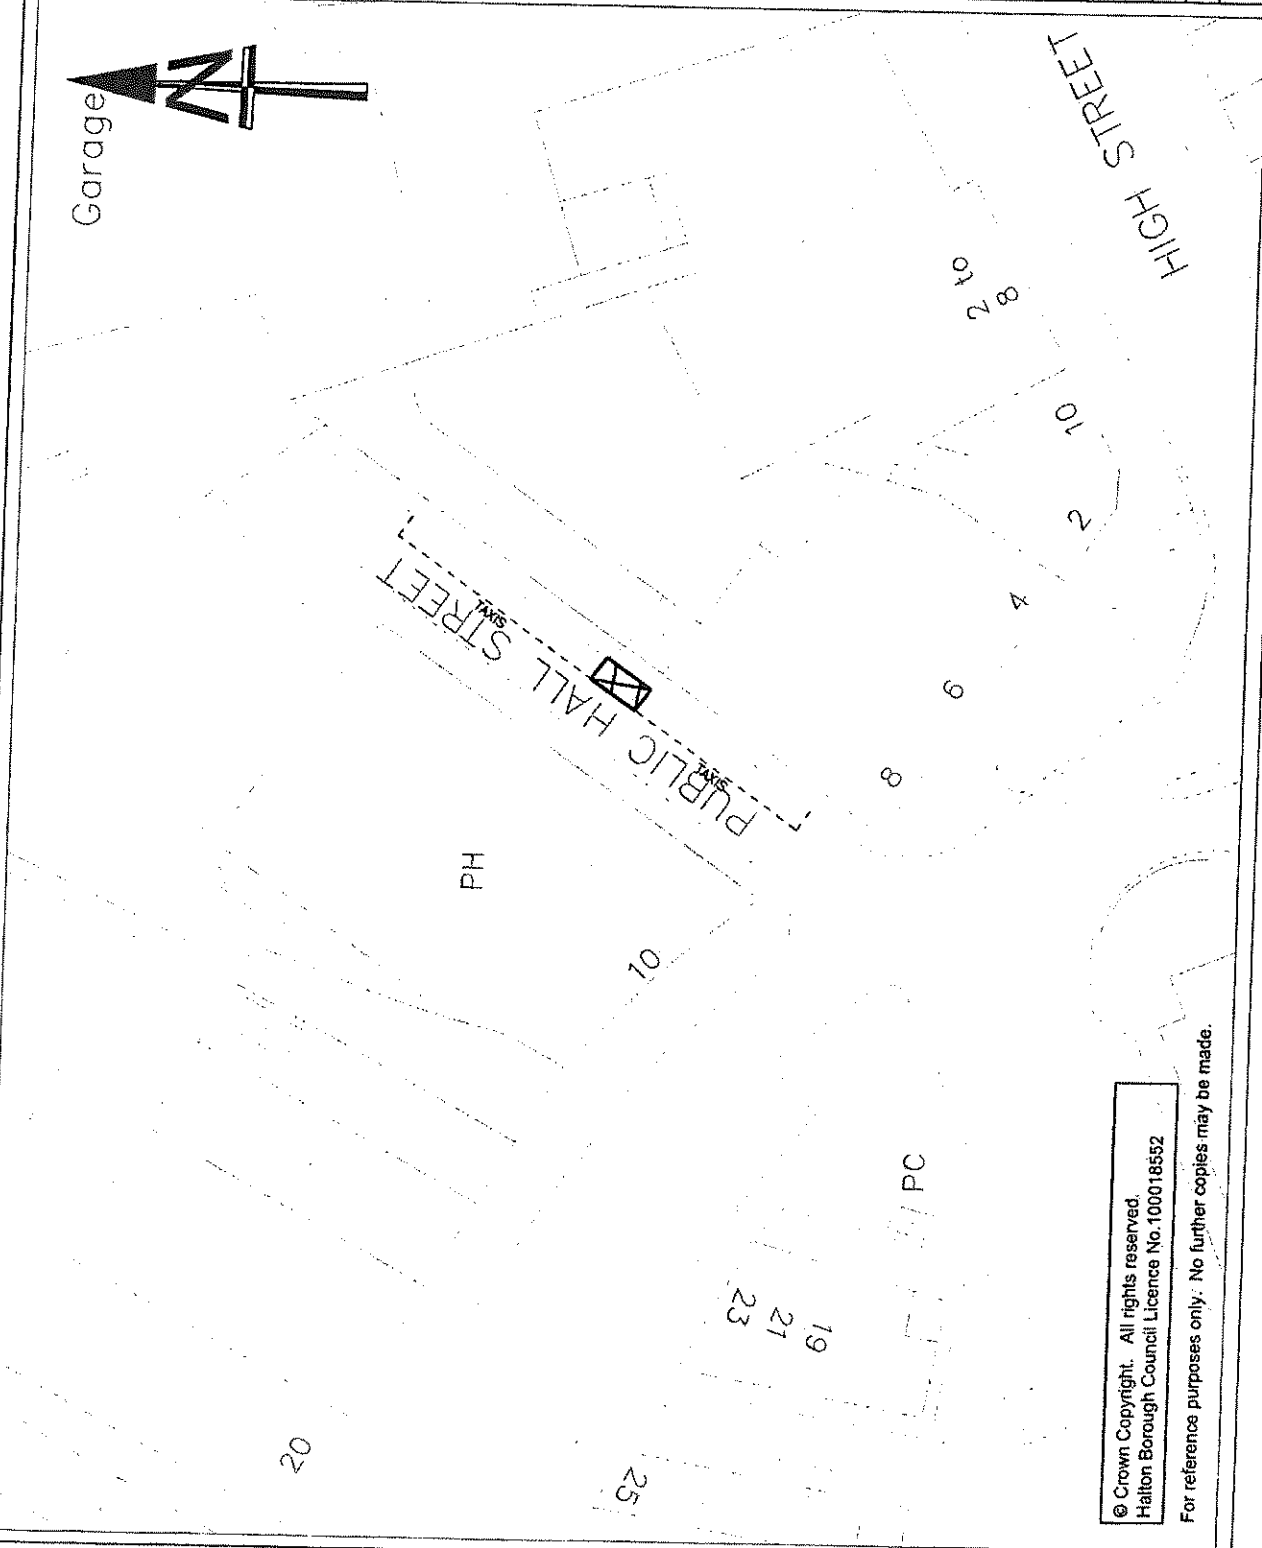 Garage
N
HIGH STREET
2 to
8
10
2
4
6
8
PUBLIC HALL STREET
TAXIS
TAXIS
PH
10
PC
23
21
19
20
25
© Crown Copyright. All rights reserved.
Halton Borough Council Licence No.100018552
For reference purposes only. No further copies may be made.